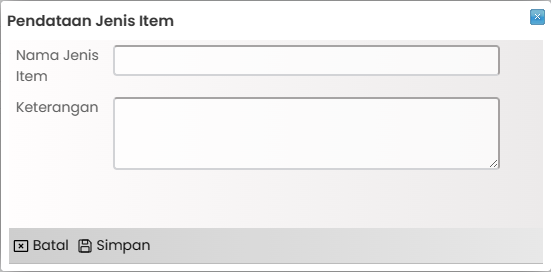 Pendataan Jenis Item
Nama Jenis
Item
Keterangan
Batal Simpan